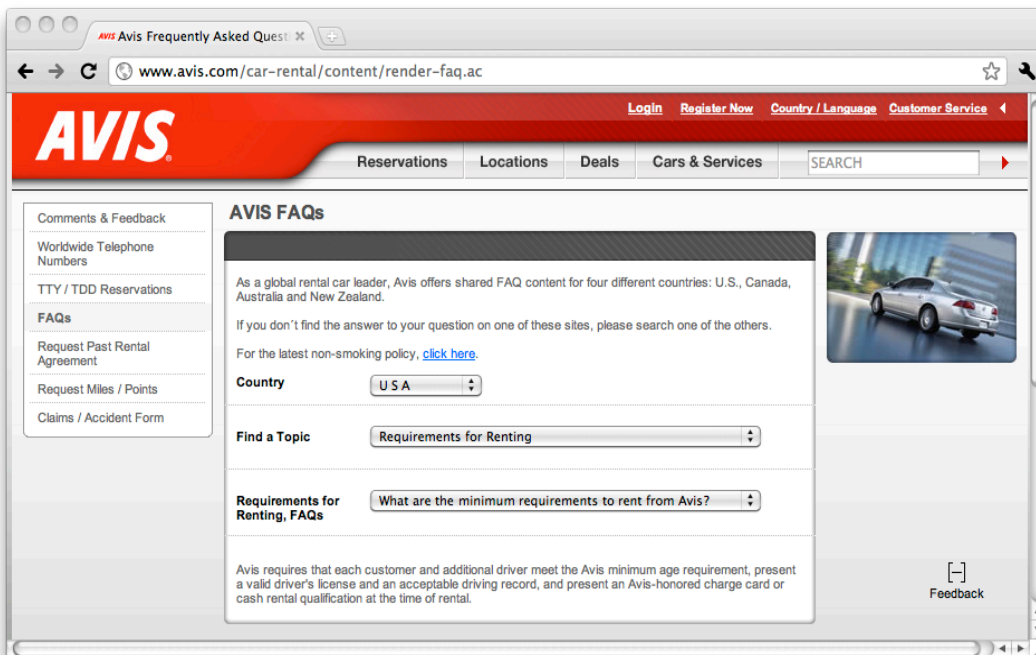 AVIS Avis Frequently Asked Quest
www.avis.com/car-rental/content/render-faq.ac
Login Register Now Country / Language Customer Service
AVIS
Reservations Locations Deals Cars & Services SEARCH
Comments & Feedback
Worldwide Telephone
Numbers
TTY / TDD Reservations
FAQs
Request Past Rental
Agreement
Request Miles / Points
Claims / Accident Form
AVIS FAQs
As a global rental car leader, Avis offers shared FAQ content for four different countries: U.S., Canada,
Australia and New Zealand.
If you don´t find the answer to your question on one of these sites, please search one of the others.
For the latest non-smoking policy, click here.
Country U S A
Find a Topic Requirements for Renting
Requirements for
Renting, FAQs What are the minimum requirements to rent from Avis?
Avis requires that each customer and additional driver meet the Avis minimum age requirement, present
a valid driver's license and an acceptable driving record, and present an Avis-honored charge card or
cash rental qualification at the time of rental.
[–]
Feedback